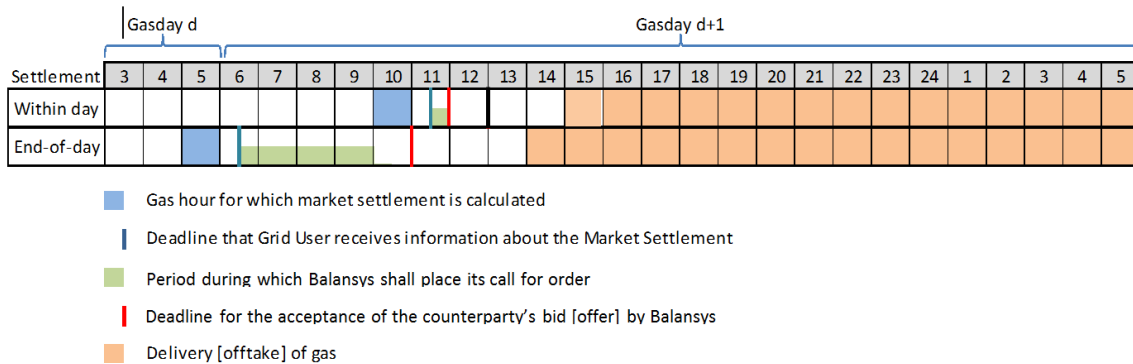 Gasday d Gasday d+1
Settlement 3 4 5 6 7 8 9 10 11 12 13 14 15 16 17 18 19 20 21 22 23 24 1 2 3 4 5
Within day
End-of-day
Gas hour for which market settlement is calculated
Deadline that Grid User receives information about the Market Settlement
Period during which Balansys shall place its call for order
Deadline for the acceptance of the counterparty's bid [offer] by Balansys
Delivery [offtake] of gas